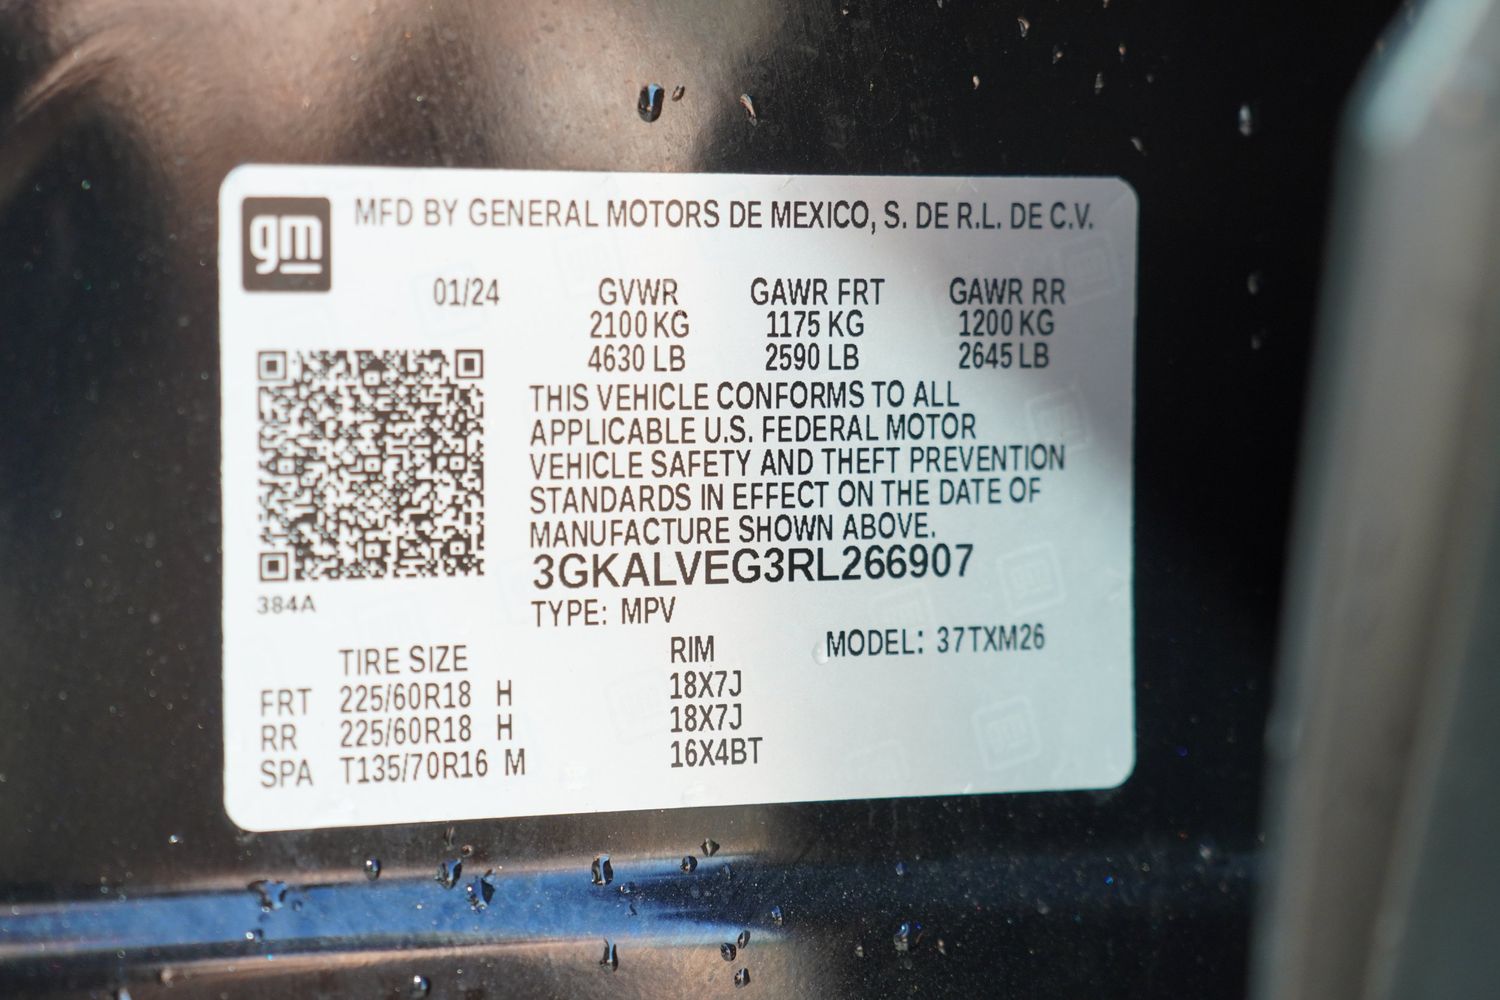 gm
MFD BY GENERAL MOTORS DE MEXICO, S. DE R.L. DE C.V.
01/24 GVWR GAWR FRT GAWR RR
2100 KG 1175 KG 1200 KG
4630 LB 2590 LB 2645 LB
THIS VEHICLE CONFORMS TO ALL
APPLICABLE U.S. FEDERAL MOTOR
VEHICLE SAFETY AND THEFT PREVENTION
STANDARDS IN EFFECT ON THE DATE OF
MANUFACTURE SHOWN ABOVE.
3GKALVEG3RL266907
384A
TYPE: MPV
MODEL: 37TXM26
TIRE SIZE RIM
FRT 225/60R18 H 18X7J
RR 225/60R18 H 18X7J
SPA T135/70R16 M 16X4BT